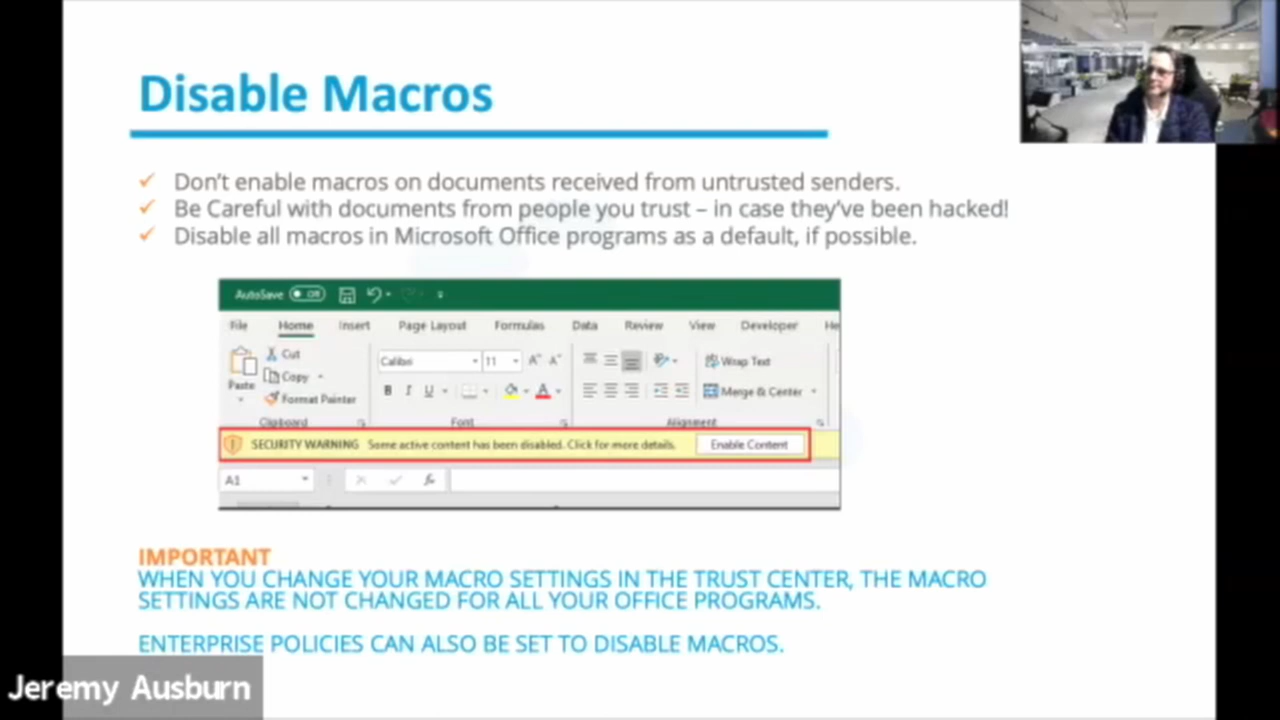 Disable Macros
✓ Don't enable macros on documents received from untrusted senders.
✓ Be Careful with documents from people you trust – in case they've been hacked!
✓ Disable all macros in Microsoft Office programs as a default, if possible.
AutoSave Off
File Home Insert Page Layout Formulas Data Review View Developer He
Cut
Calibri 11 A^ A˅ Wrap Text
Copy
Paste B I U A Merge & Center
Format Painter
Clipboard Font Alignment
SECURITY WARNING Some active content has been disabled. Click for more details. Enable Content
A1 fx
IMPORTANT
WHEN YOU CHANGE YOUR MACRO SETTINGS IN THE TRUST CENTER, THE MACRO
SETTINGS ARE NOT CHANGED FOR ALL YOUR OFFICE PROGRAMS.
ENTERPRISE POLICIES CAN ALSO BE SET TO DISABLE MACROS.
Jeremy Ausburn